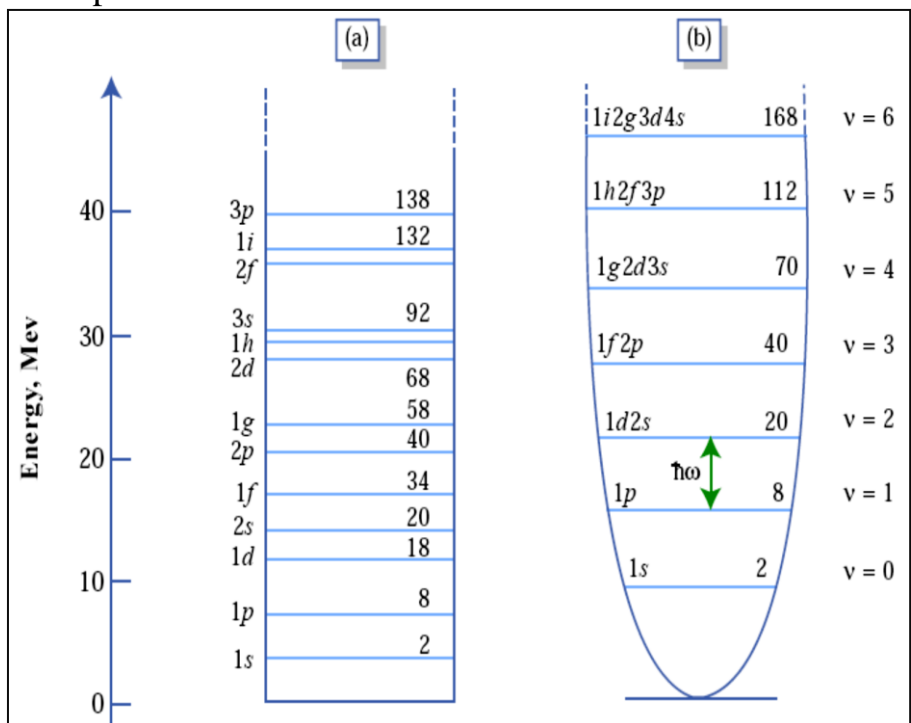 (a)
(b)
Energy, Mev
40
30
20
10
0
3p 138
1i 132
2f
3s 92
1h
2d
68
1g 58
2p 40
1f 34
2s 20
1d 18
1p 8
1s 2
1i2g3d4s 168 ν = 6
1h2f3p 112 ν = 5
1g2d3s 70 ν = 4
1f2p 40 ν = 3
1d2s 20 ν = 2
ħω
1p 8 ν = 1
1s 2 ν = 0